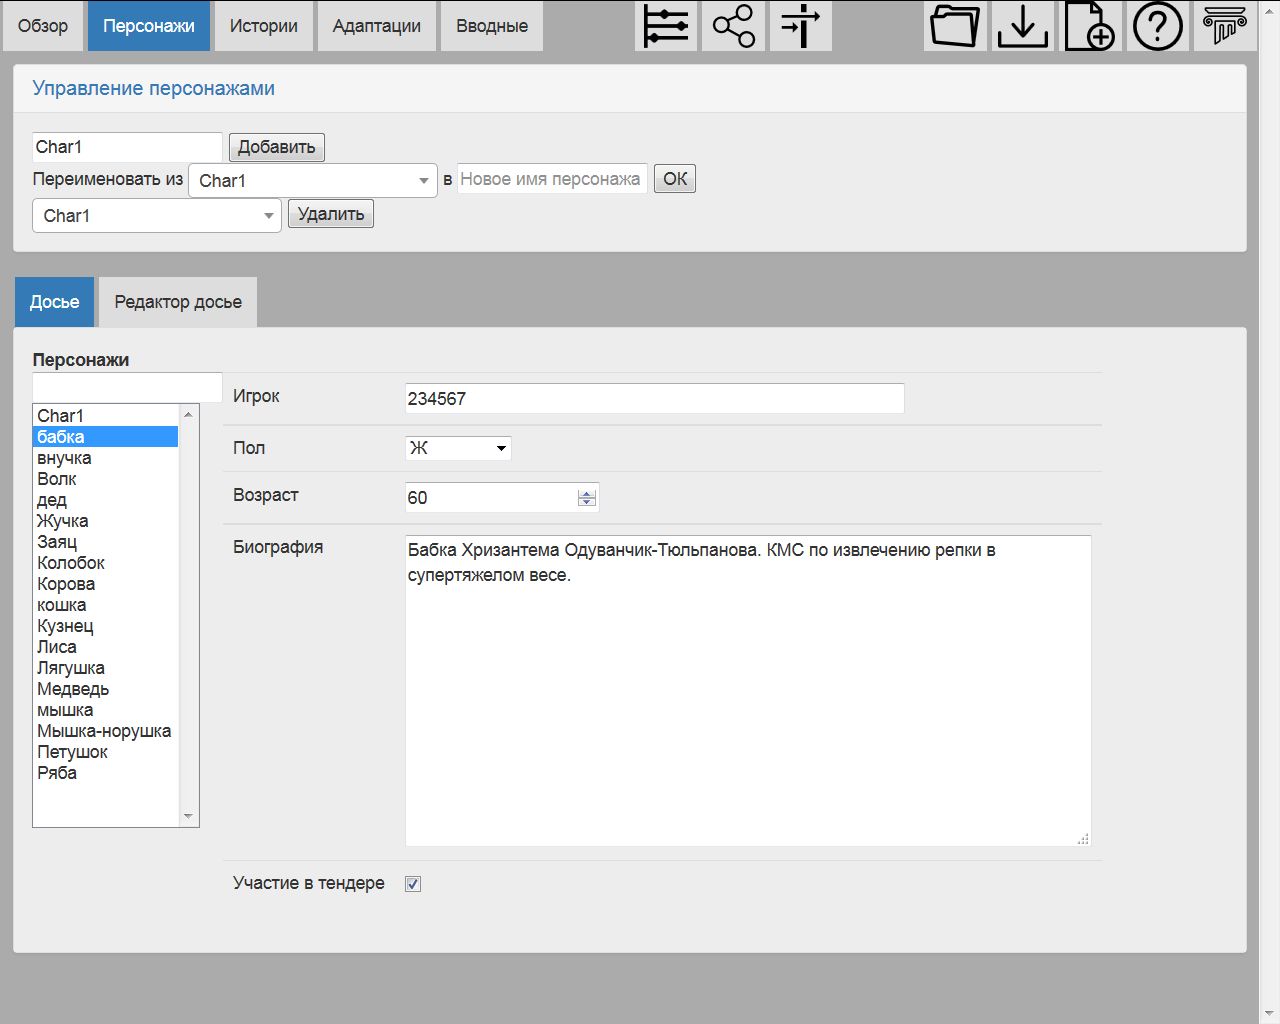 Обзор Персонажи Истории Адаптации Вводные
Управление персонажами
Char1 Добавить
Переименовать из Char1 в Новое имя персонажа ОК
Char1 Удалить
Досье Редактор досье
Персонажи
Char1
бабка
внучка
Волк
дед
Жучка
Заяц
Колобок
Корова
кошка
Кузнец
Лиса
Лягушка
Медведь
мышка
Мышка-норушка
Петушок
Ряба
Игрок 234567
Пол Ж
Возраст 60
Биография Бабка Хризантема Одуванчик-Тюльпанова. КМС по извлечению репки в
супертяжелом весе.
Участие в тендере